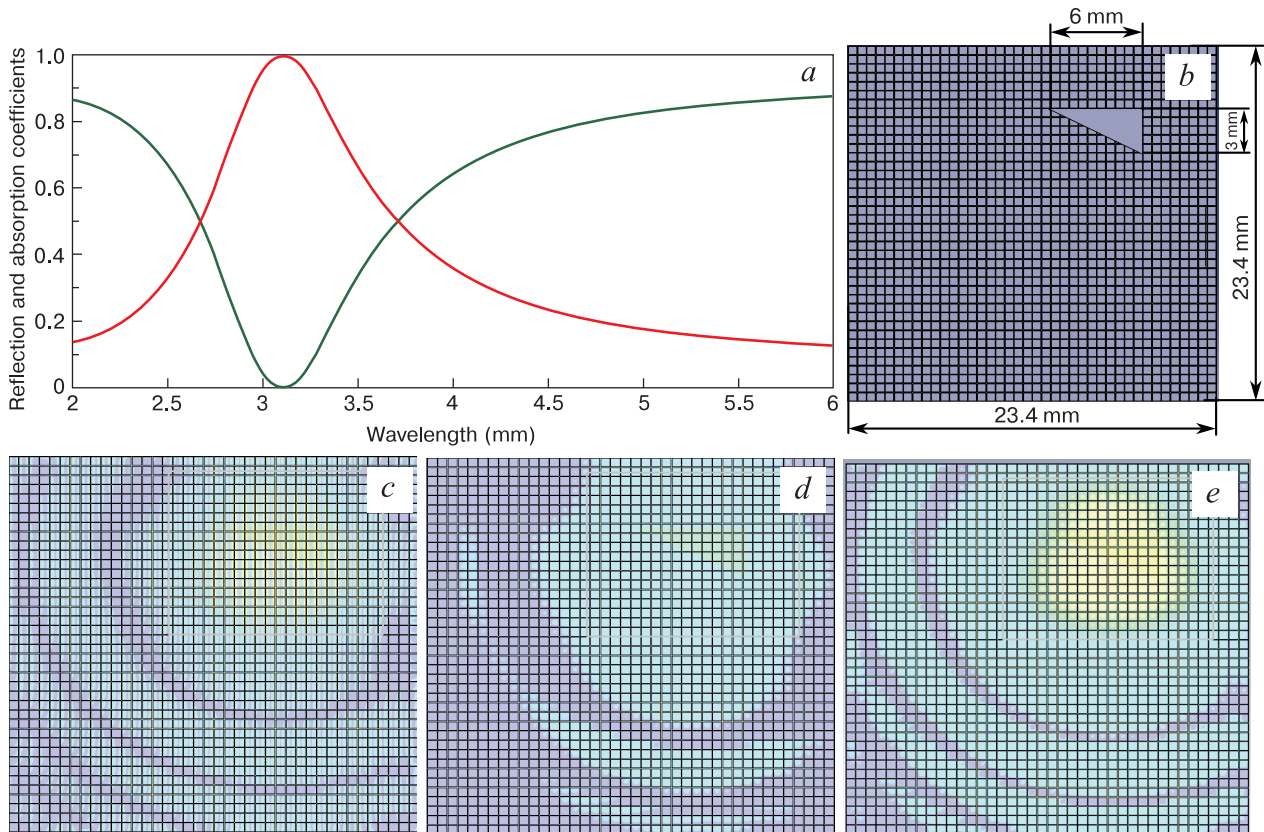 Reflection and absorption coefficients
1.0
0.8
0.6
0.4
0.2
0
2
2.5
3
3.5
4
4.5
5
5.5
6
Wavelength (mm)
a
6 mm
b
3 mm
23.4 mm
23.4 mm
c
d
e